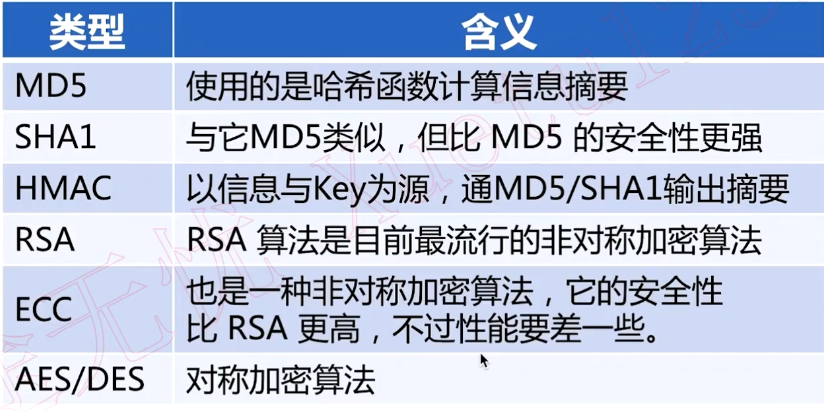 类型 含义
MD5 使用的是哈希函数计算信息摘要
SHA1 与它MD5类似，但比 MD5 的安全性更强
HMAC 以信息与Key为源，通MD5/SHA1输出摘要
RSA RSA 算法是目前最流行的非对称加密算法
ECC 也是一种非对称加密算法，它的安全性
比 RSA 更高，不过性能要差一些。
AES/DES 对称加密算法